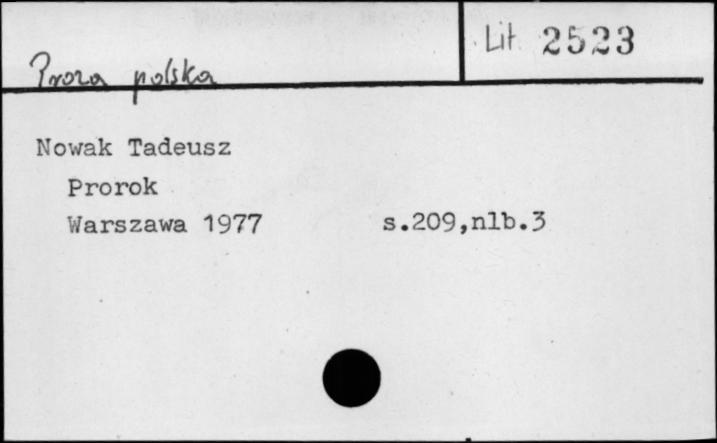 Proza polska
Lit 2523
Nowak Tadeusz
Prorok
Warszawa 1977 s.209,nlb.3